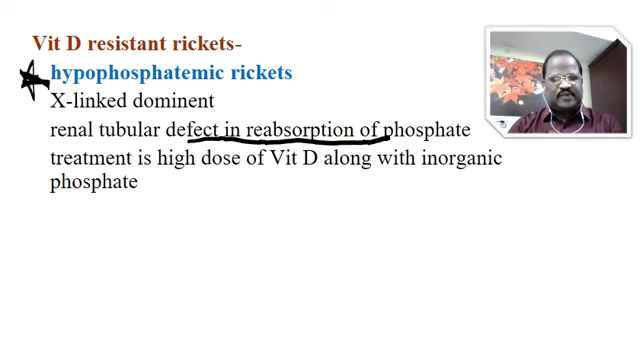 Vit D resistant rickets-
hypophosphatemic rickets
X-linked dominent
renal tubular defect in reabsorption of phosphate
treatment is high dose of Vit D along with inorganic
phosphate